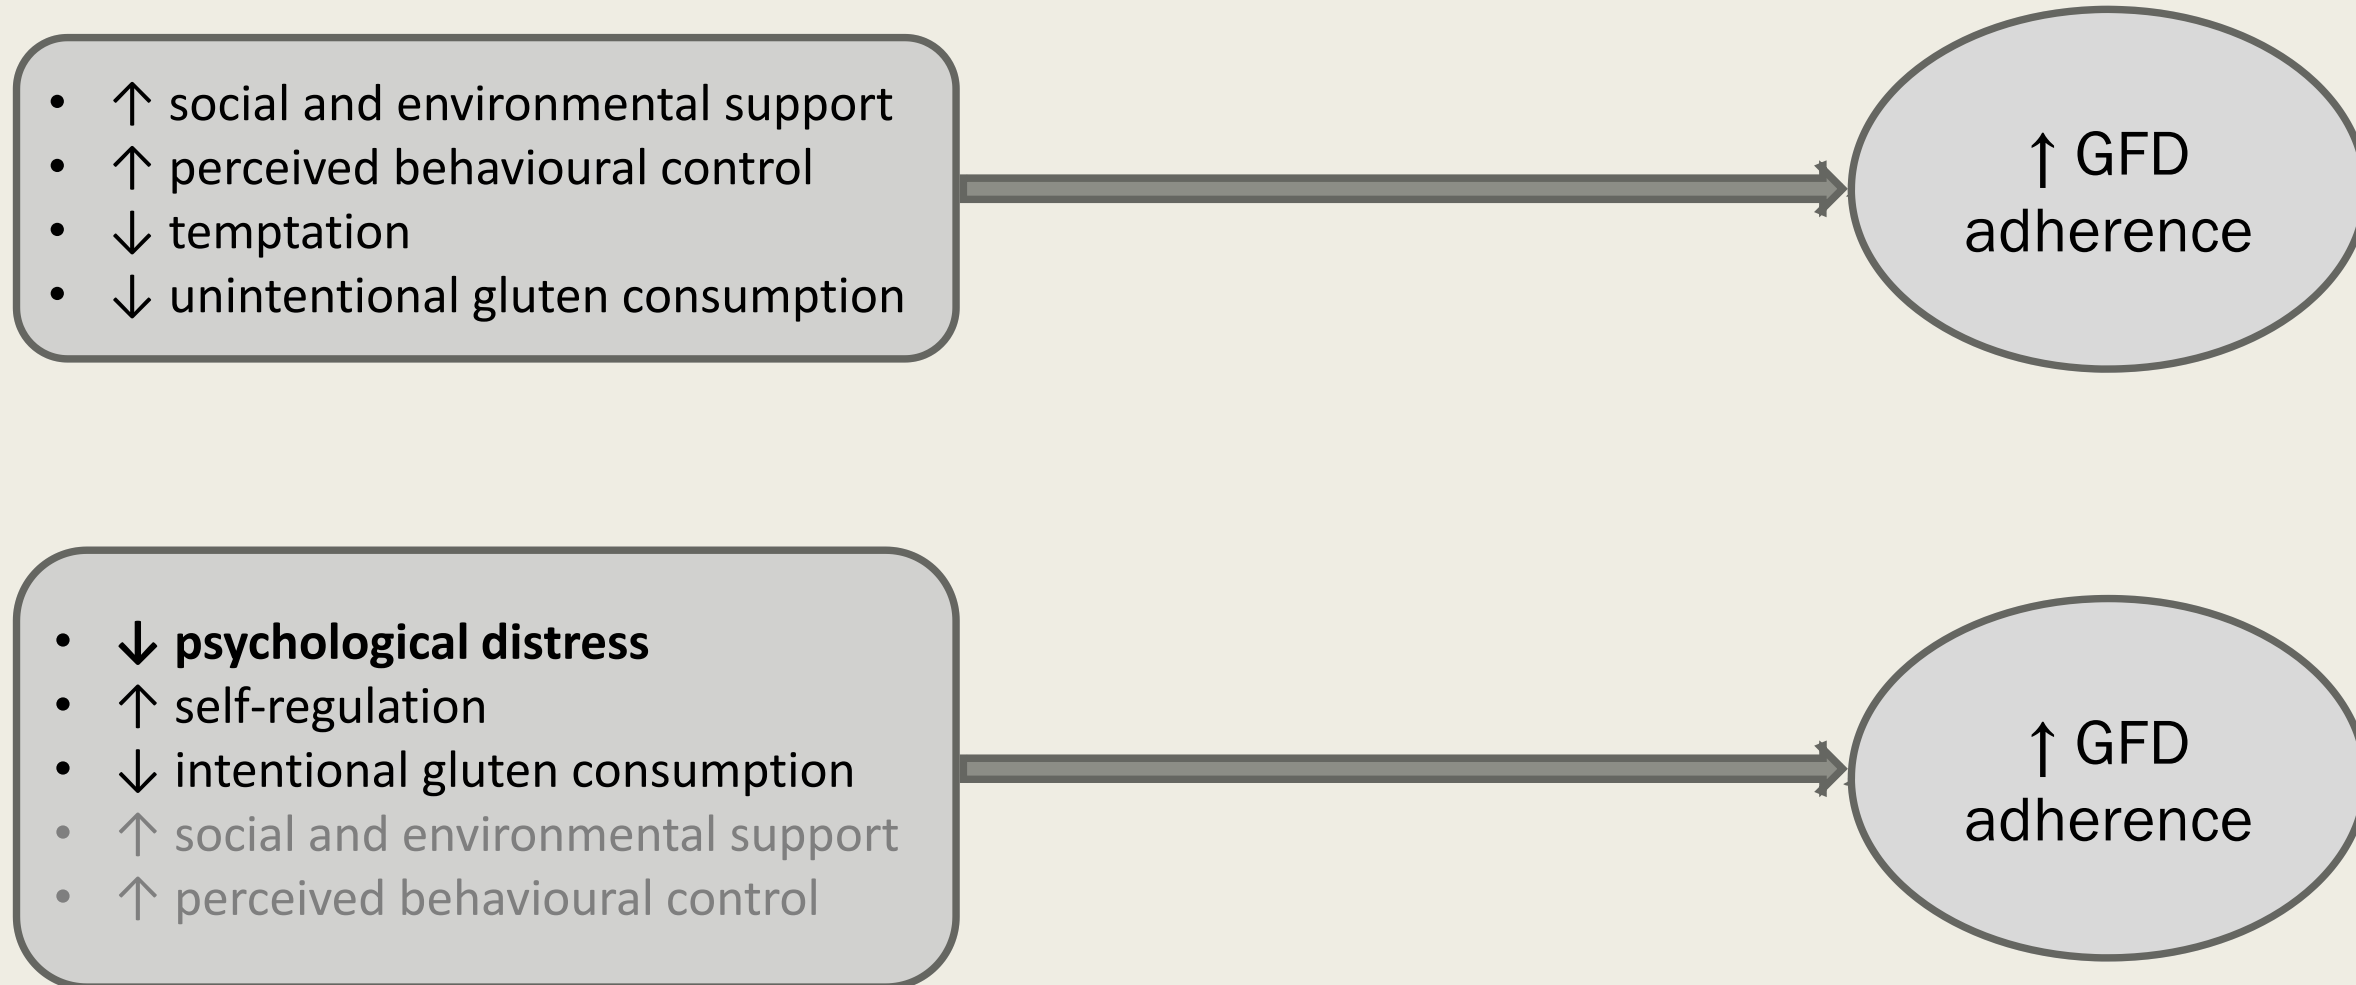 • ↑ social and environmental support
• ↑ perceived behavioural control
• ↓ temptation
• ↓ unintentional gluten consumption
↑ GFD
adherence
• ↓ psychological distress
• ↑ self-regulation
• ↓ intentional gluten consumption
• ↑ social and environmental support
• ↑ perceived behavioural control
↑ GFD
adherence